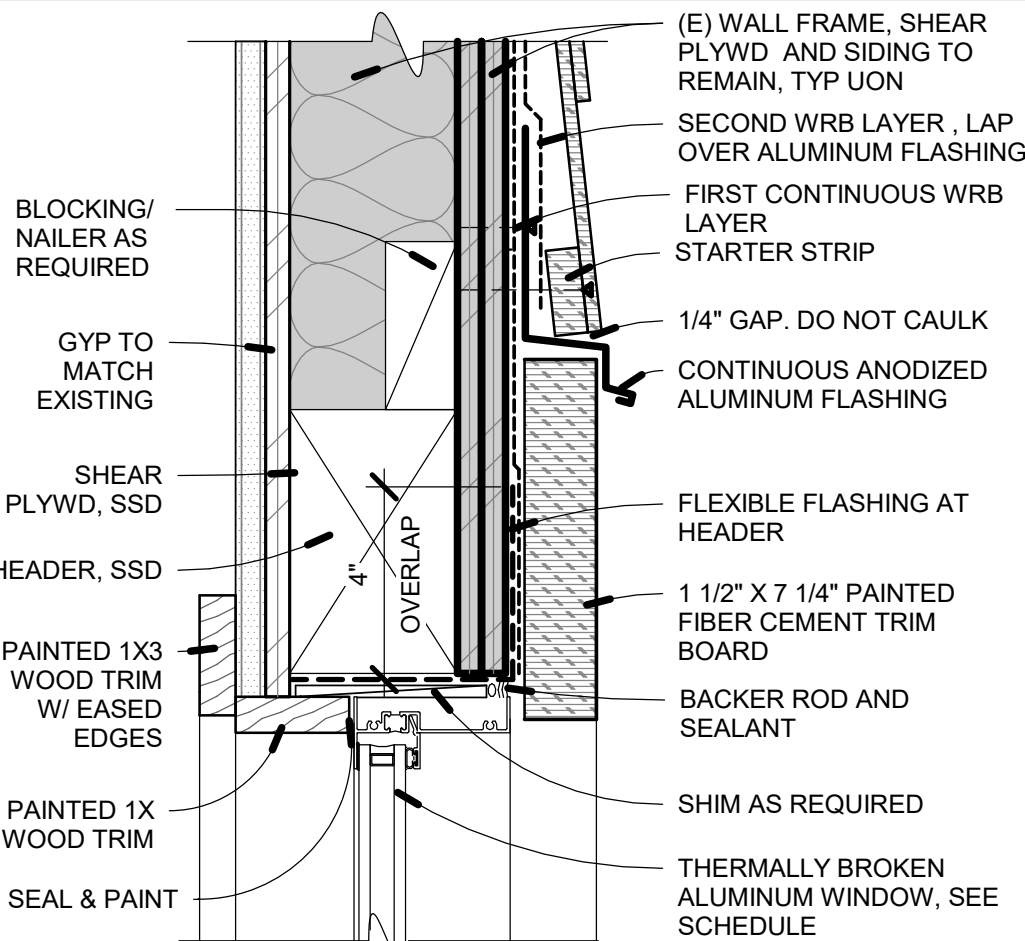 (E) WALL FRAME, SHEAR
PLYWD AND SIDING TO
REMAIN, TYP UON
SECOND WRB LAYER , LAP
OVER ALUMINUM FLASHING
FIRST CONTINUOUS WRB
LAYER
STARTER STRIP
1/4" GAP. DO NOT CAULK
CONTINUOUS ANODIZED
ALUMINUM FLASHING
FLEXIBLE FLASHING AT
HEADER
1 1/2" X 7 1/4" PAINTED
FIBER CEMENT TRIM
BOARD
BACKER ROD AND
SEALANT
SHIM AS REQUIRED
THERMALLY BROKEN
ALUMINUM WINDOW, SEE
SCHEDULE
BLOCKING/
NAILER AS
REQUIRED
GYP TO
MATCH
EXISTING
SHEAR
PLYWD, SSD
HEADER, SSD
PAINTED 1X3
WOOD TRIM
W/ EASED
EDGES
PAINTED 1X
WOOD TRIM
SEAL & PAINT
4"
OVERLAP